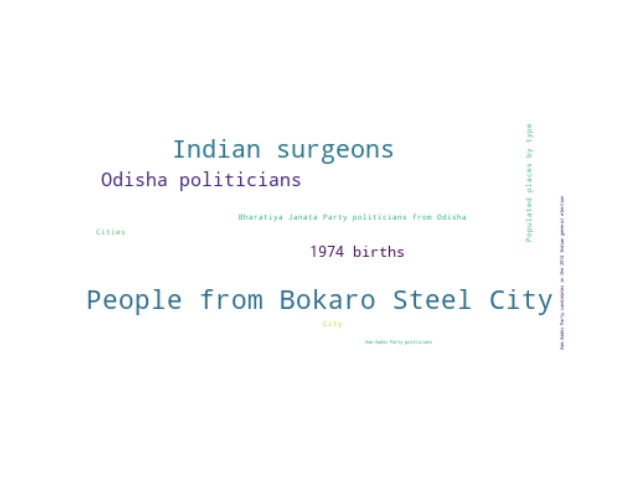 Indian surgeons
Odisha politicians
Populated places by type
Bharatiya Janata Party politicians from Odisha
Cities
1974 births
Aam Aadmi Party candidates in the 2014 Indian general election
People from Bokaro Steel City
City
Aam Aadmi Party politicians